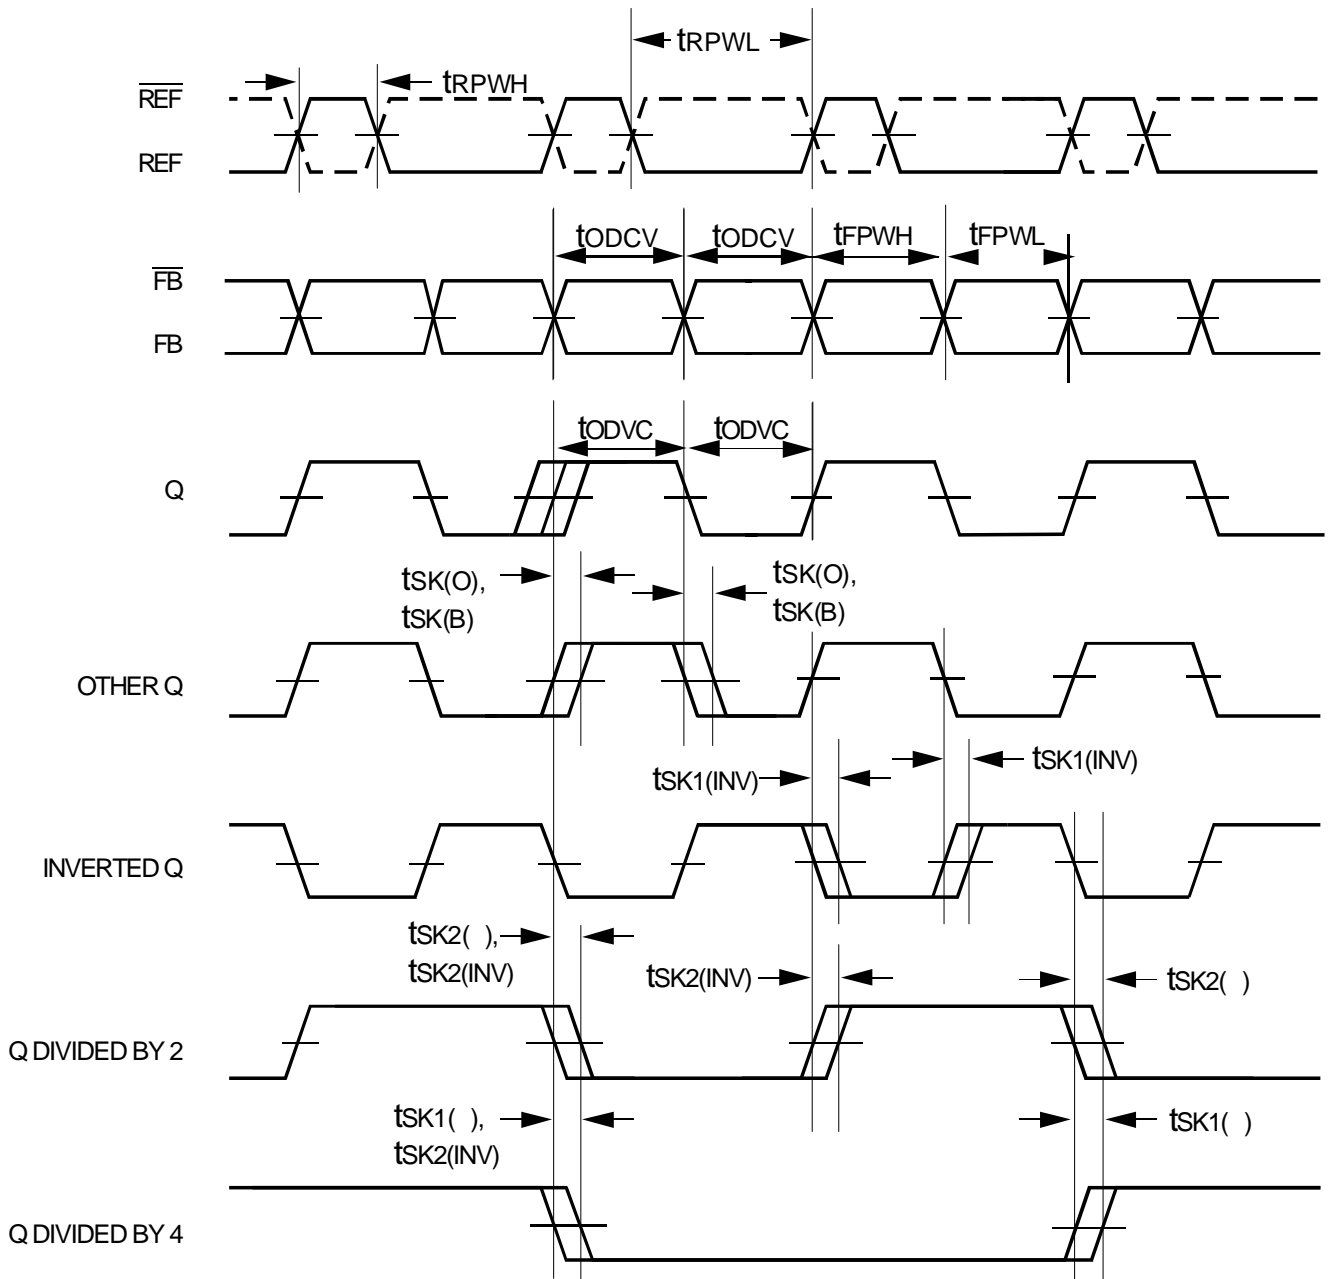 tRPWL
tRPWH
REF
REF
tODCV
tODCV
tFPWH
tFPWL
FB
FB
tODVC
tODVC
Q
tSK(O),
tSK(B)
tSK(O),
tSK(B)
OTHER Q
tSK1(INV)
tSK1(INV)
INVERTED Q
tSK2( ),
tSK2(INV)
tSK2(INV)
tSK2( )
Q DIVIDED BY 2
tSK1( ),
tSK2(INV)
tSK1( )
Q DIVIDED BY 4